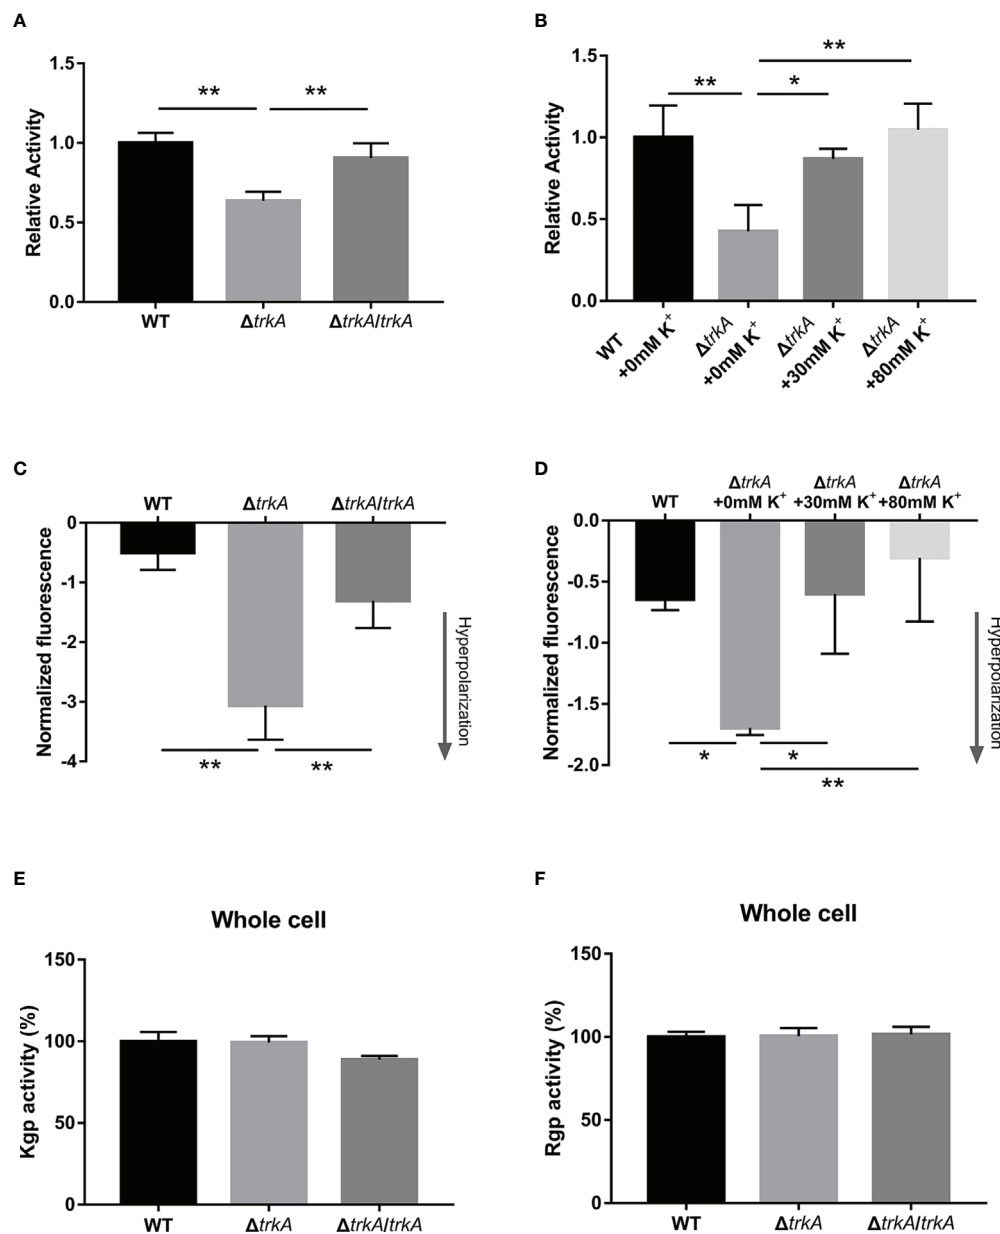 A
Relative Activity
1.5
1.0
0.5
0.0
**
**
WT
ΔtrkA
ΔtrkA/trkA
B
Relative Activity
1.5
1.0
0.5
0.0
**
**
*
WT
+0mM K+
ΔtrkA
+0mM K+
ΔtrkA
+30mM K+
ΔtrkA
+80mM K+
C
WT
ΔtrkA
ΔtrkA/trkA
Normalized fluorescence
0
-1
-2
-3
-4
**
**
Hyperpolarization
D
WT
ΔtrkA
+0mM K+
ΔtrkA
+30mM K+
ΔtrkA
+80mM K+
Normalized fluorescence
0.0
-0.5
-1.0
-1.5
-2.0
*
*
**
Hyperpolarization
E
Whole cell
Kgp activity (%)
150
100
50
0
WT
ΔtrkA
ΔtrkA/trkA
F
Whole cell
Rgp activity (%)
150
100
50
0
WT
ΔtrkA
ΔtrkA/trkA